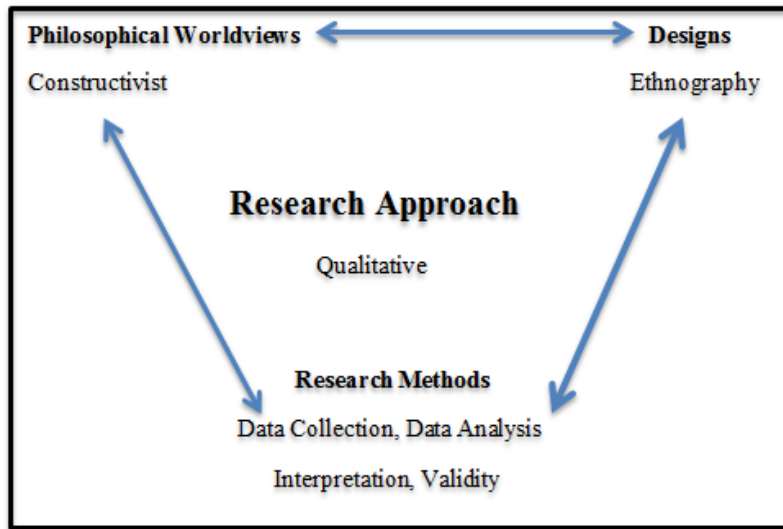 Philosophical Worldviews
Designs
Constructivist
Ethnography
Research Approach
Qualitative
Research Methods
Data Collection, Data Analysis
Interpretation, Validity